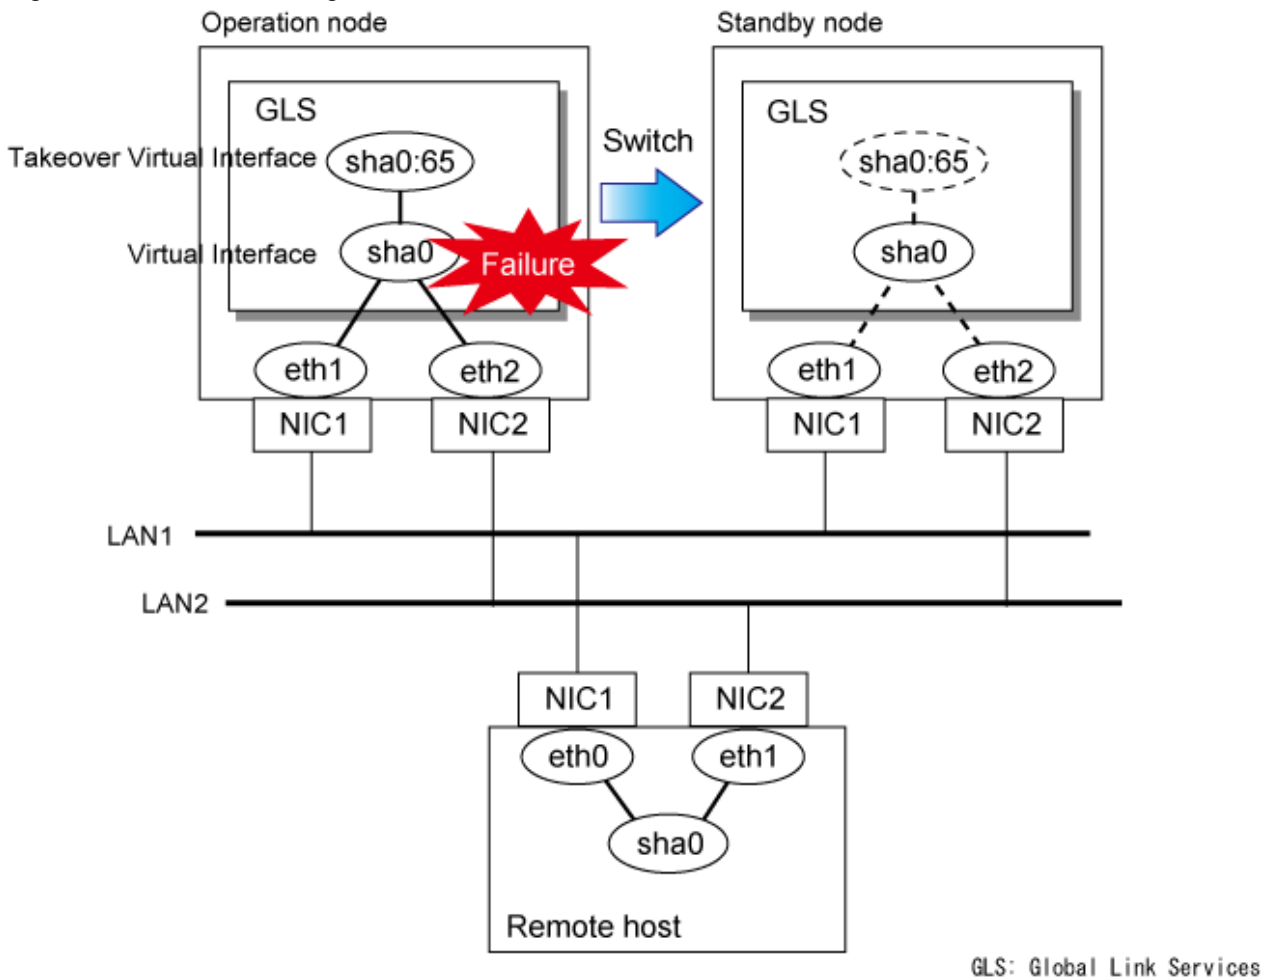 Operation node
Standby node
GLS
GLS
Switch
Takeover Virtual Interface
sha0:65
sha0:65
Virtual Interface
sha0
Failure
sha0
eth1
eth2
eth1
eth2
NIC1
NIC2
NIC1
NIC2
LAN1
LAN2
NIC1
NIC2
eth0
eth1
sha0
Remote host
GLS: Global Link Services